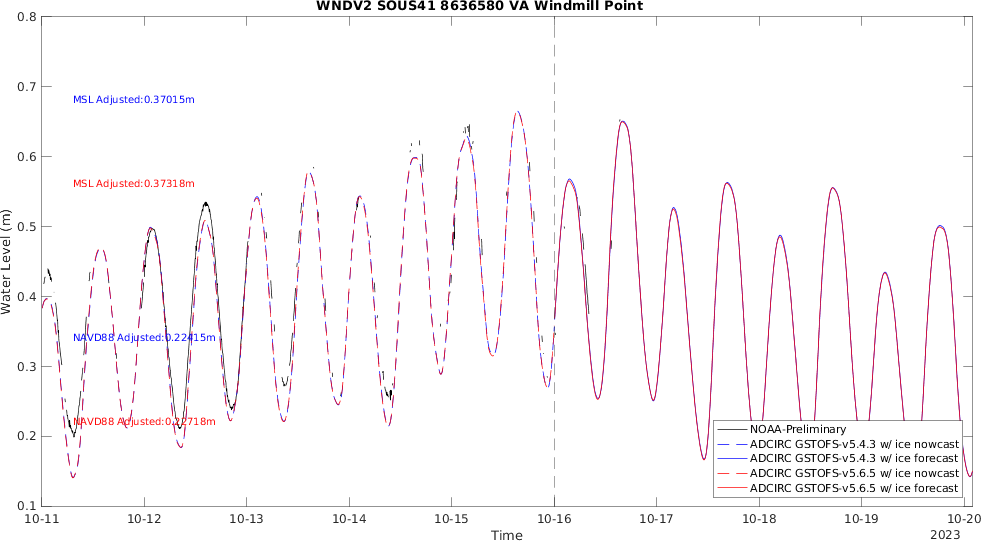 WNDV2 SOUS41 8636580 VA Windmill Point
0.8
0.7
MSL Adjusted:0.37015m
0.6
MSL Adjusted:0.37318m
0.5
Water Level (m)
0.4
NAVD88 Adjusted:0.22415m
0.3
NAVD88 Adjusted:0.22718m
0.2
NOAA-Preliminary
ADCIRC GSTOFS-v5.4.3 w/ ice nowcast
ADCIRC GSTOFS-v5.4.3 w/ ice forecast
ADCIRC GSTOFS-v5.6.5 w/ ice nowcast
ADCIRC GSTOFS-v5.6.5 w/ ice forecast
0.1
10-11 10-12 10-13 10-14 10-15 10-16 10-17 10-18 10-19 10-20
Time 2023